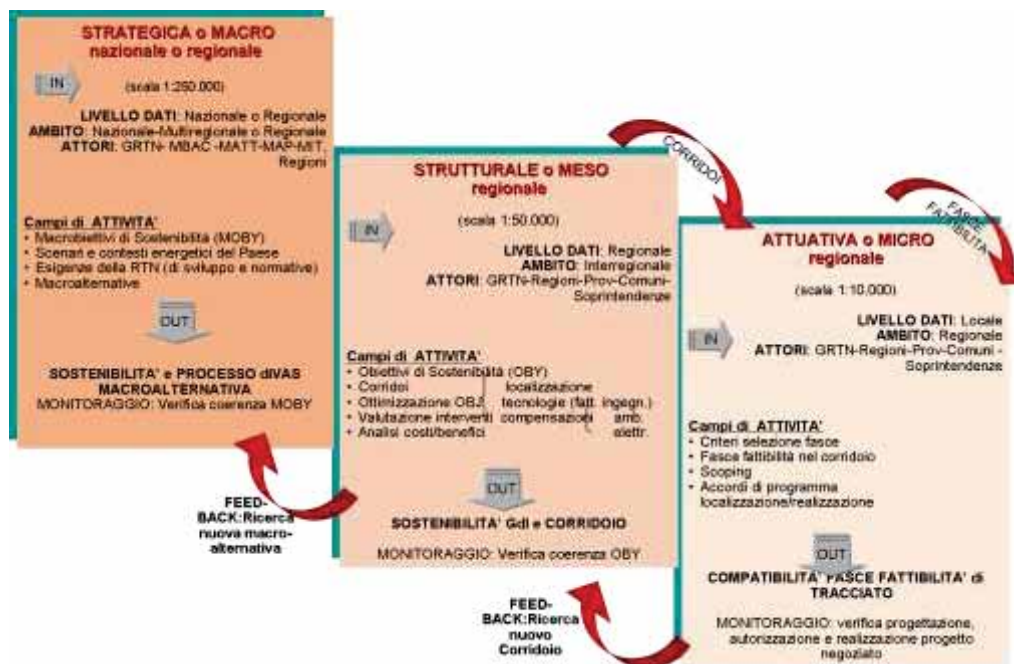 STRATEGICA o MACRO
nazionale o regionale
IN
(scala 1:250.000)
LIVELLO DATI: Nazionale o Regionale
AMBITO: Nazionale-Multiregionale o Regionale
ATTORI: GRTN- MBAC -MATT-MAP-MIT,
Regioni
Campi di ATTIVITA'
• Macrobiettivi di Sostenibilità (MOBY)
• Scenari e contesti energetici del Paese
• Esigenze della RTN (di sviluppo e normative)
• Macroalternative
OUT
SOSTENIBILITA' e PROCESSO dIVAS
MACROALTERNATIVA
MONITORAGGIO: Verifica coerenza MOBY
FEED-
BACK:Ricerca
nuova macro-
alternativa
STRUTTURALE o MESO
regionale
IN
(scala 1:50.000)
LIVELLO DATI: Regionale
AMBITO: Interregionale
ATTORI: GRTN-Regioni-Prov-Comuni-
Soprintendenze
Campi di ATTIVITA'
• Obiettivi di Sostenibilità (OBY)
• Corridoi localizzazione
• Ottimizzazione OBJ tecnologie (fatt. ingegn.)
• Valutazione interventi compensazioni amb.
• Analisi costi/benefici elettr.
OUT
SOSTENIBILITA' GdI e CORRIDOIO
MONITORAGGIO: Verifica coerenza OBY
FEED-
BACK:Ricerca
nuovo
Corridoio
CORRIDOI
FASCE
FATTIBILITA'
ATTUATIVA o MICRO
regionale
(scala 1:10.000)
IN
LIVELLO DATI: Locale
AMBITO: Regionale
ATTORI: GRTN-Regioni-Prov-Comuni -
Soprintendenze
Campi di ATTIVITA'
• Criteri selezione fasce
• Fasce fattibilità nel corridoio
• Scoping
• Accordi di programma
localizzazione/realizzazione
OUT
COMPATIBILITA' FASCE FATTIBILITA' di
TRACCIATO
MONITORAGGIO: verifica progettazione,
autorizzazione e realizzazione progetto
negoziato